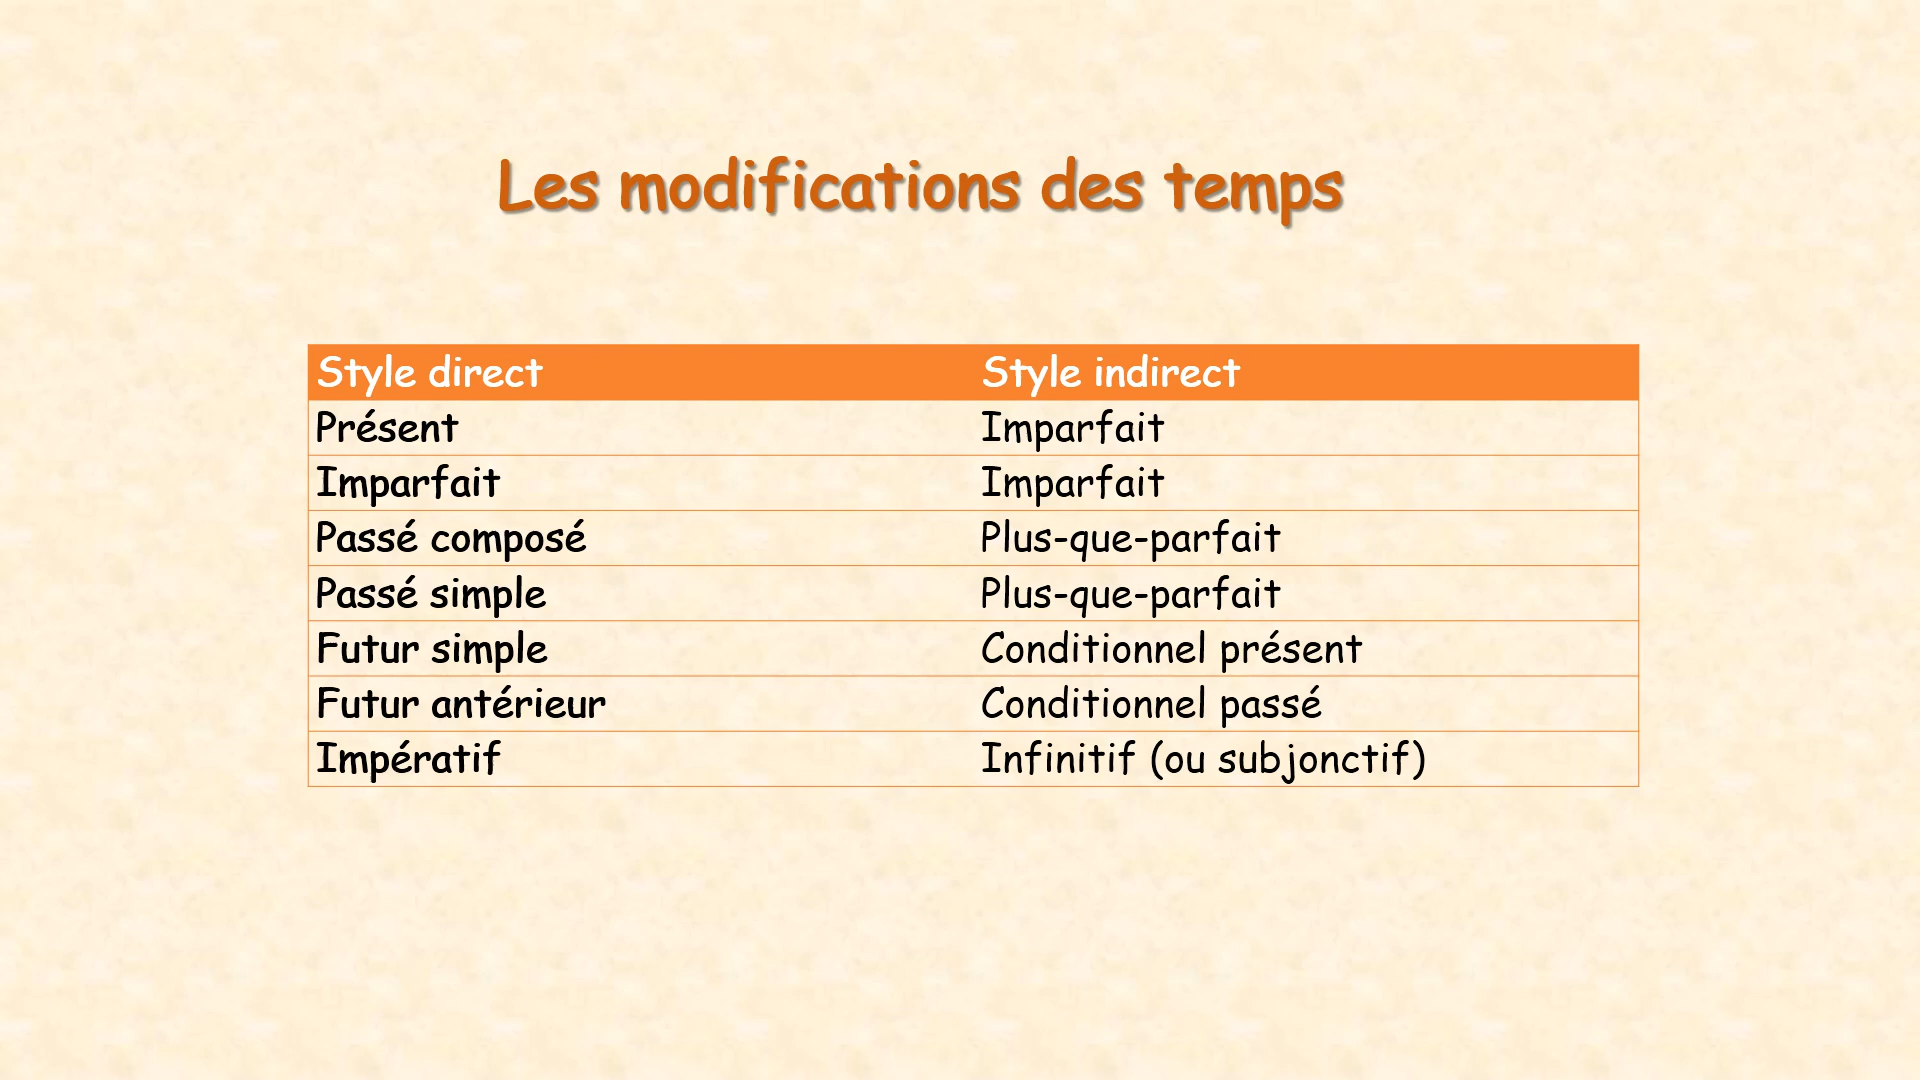 Les modifications des temps
Style direct Style indirect
Présent Imparfait
Imparfait Imparfait
Passé composé Plus-que-parfait
Passé simple Plus-que-parfait
Futur simple Conditionnel présent
Futur antérieur Conditionnel passé
Impératif Infinitif (ou subjonctif)